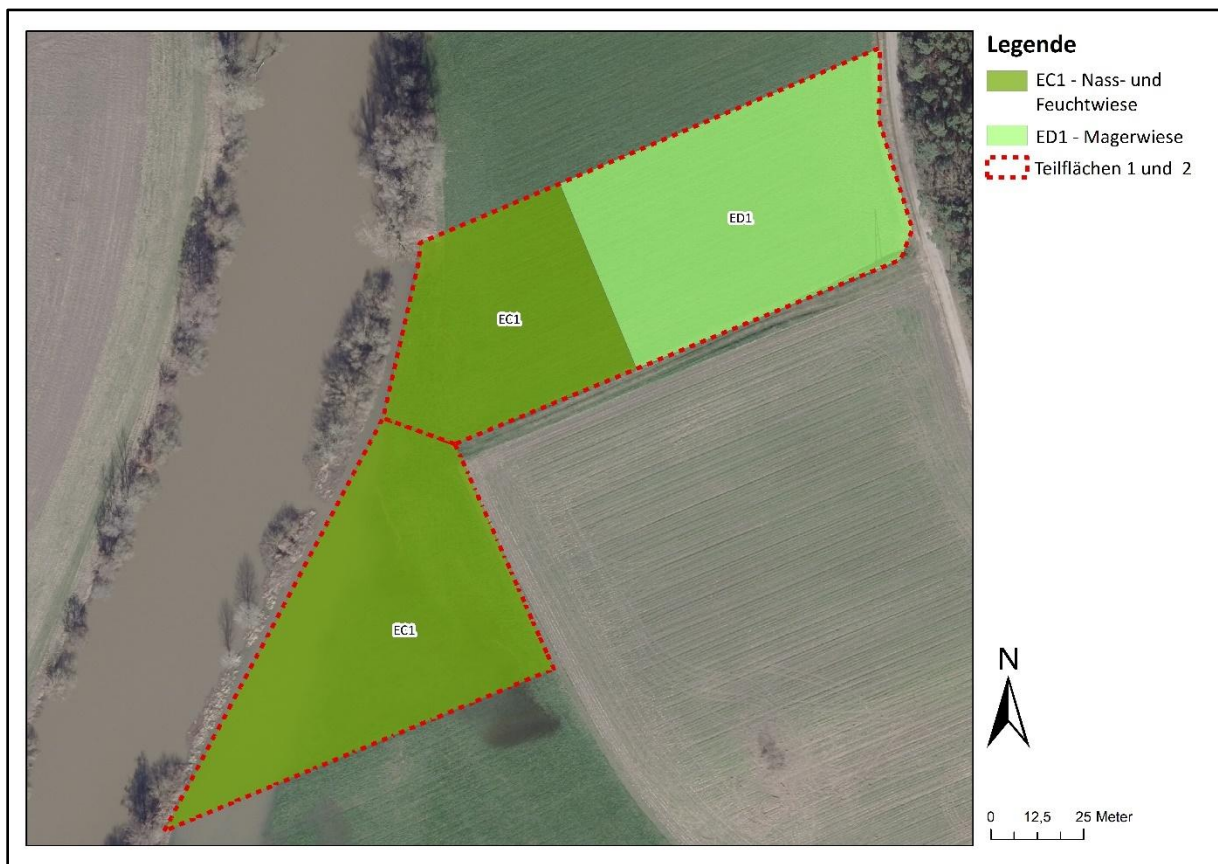 Legende
EC1 - Nass- und
Feuchtwiese
ED1 - Magerwiese
Teilflächen 1 und 2
ED1
EC1
EC1
N
0 12,5 25 Meter